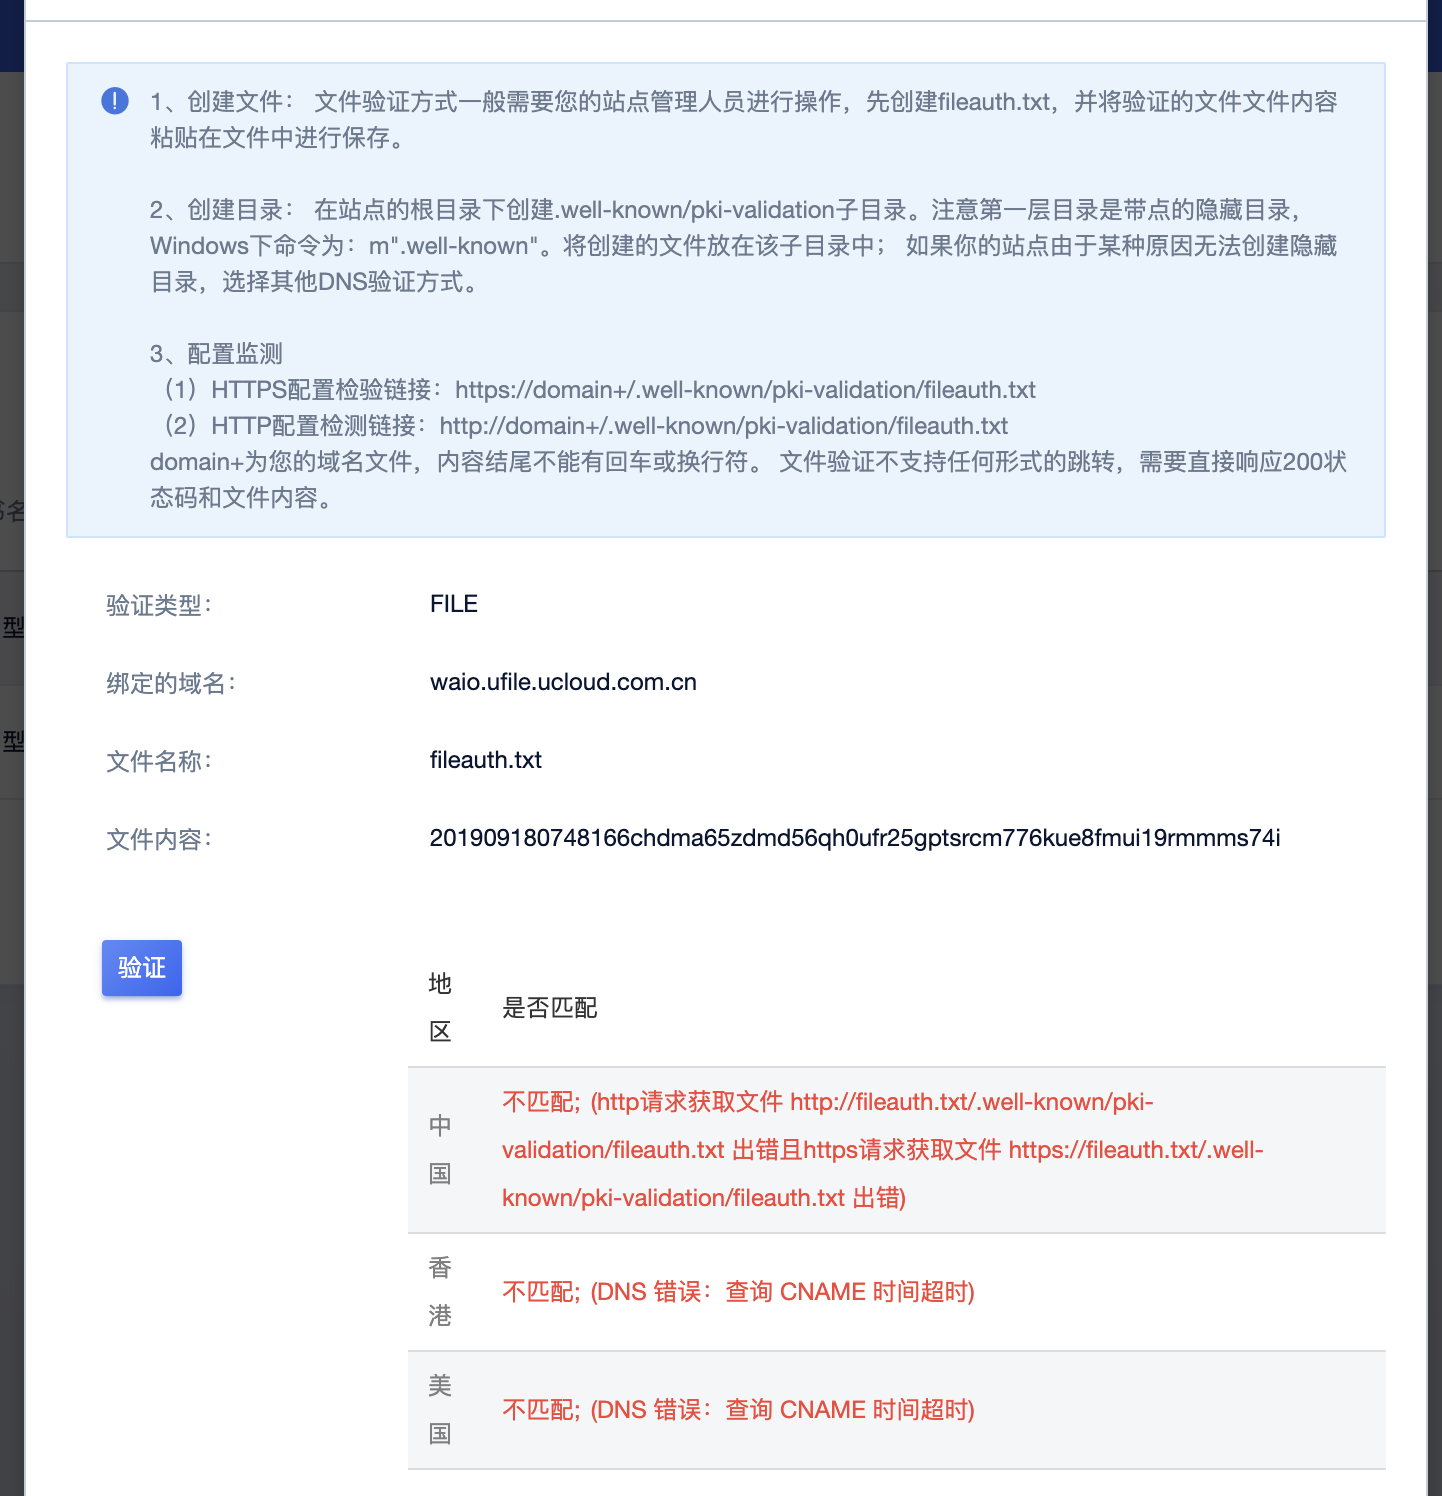 1、创建文件： 文件验证方式一般需要您的站点管理人员进行操作，先创建fileauth.txt，并将验证的文件文件内容
粘贴在文件中进行保存。
2、创建目录： 在站点的根目录下创建.well-known/pki-validation子目录。注意第一层目录是带点的隐藏目录，
Windows下命令为：m".well-known"。将创建的文件放在该子目录中； 如果你的站点由于某种原因无法创建隐藏
目录，选择其他DNS验证方式。
3、配置监测
（1）HTTPS配置检验链接：https://domain+/.well-known/pki-validation/fileauth.txt
（2）HTTP配置检测链接：http://domain+/.well-known/pki-validation/fileauth.txt
domain+为您的域名文件，内容结尾不能有回车或换行符。 文件验证不支持任何形式的跳转，需要直接响应200状
态码和文件内容。
名
型
型
验证类型： FILE
绑定的域名： waio.ufile.ucloud.com.cn
文件名称： fileauth.txt
文件内容： 201909180748166chdma65zdmd56qh0ufr25gptsrcm776kue8fmui19rmmms74i
验证
地区 是否匹配
中国
不匹配; (http请求获取文件 http://fileauth.txt/.well-known/pki-
validation/fileauth.txt 出错且https请求获取文件 https://fileauth.txt/.well-
known/pki-validation/fileauth.txt 出错)
香港
不匹配; (DNS 错误：查询 CNAME 时间超时)
美国
不匹配; (DNS 错误：查询 CNAME 时间超时)